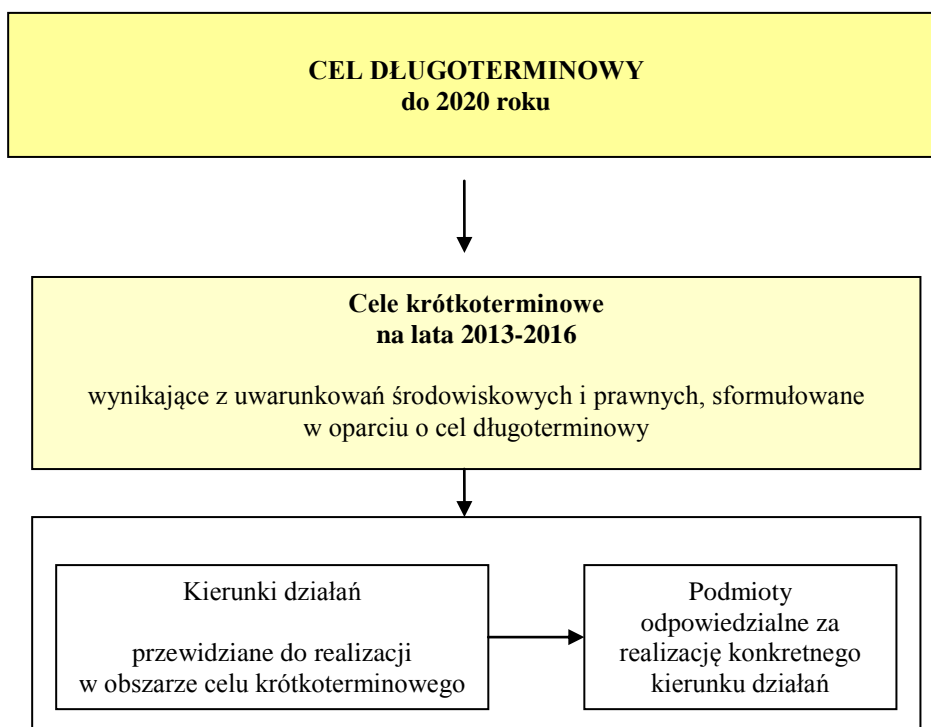 CEL DŁUGOTERMINOWY
do 2020 roku
Cele krótkoterminowe
na lata 2013-2016
wynikające z uwarunkowań środowiskowych i prawnych, sformułowane
w oparciu o cel długoterminowy
Kierunki działań
przewidziane do realizacji
w obszarze celu krótkoterminowego
Podmioty
odpowiedzialne za
realizację konkretnego
kierunku działań